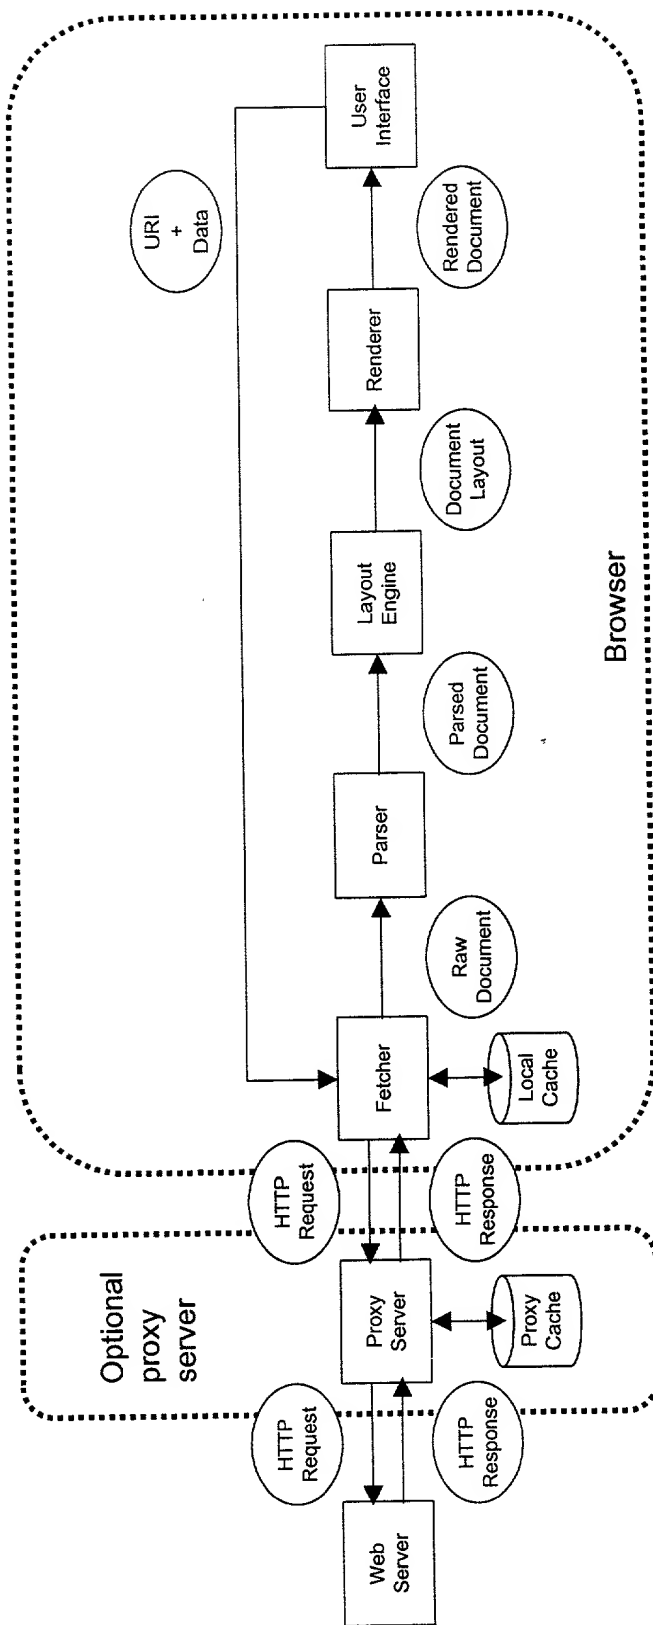 Optional
proxy
server
Browser
Web
Server
HTTP
Request
HTTP
Response
Proxy
Server
Proxy
Cache
HTTP
Request
HTTP
Response
Fetcher
Local
Cache
Raw
Document
Parser
Parsed
Document
Layout
Engine
Document
Layout
Renderer
Rendered
Document
User
Interface
URI
+
Data